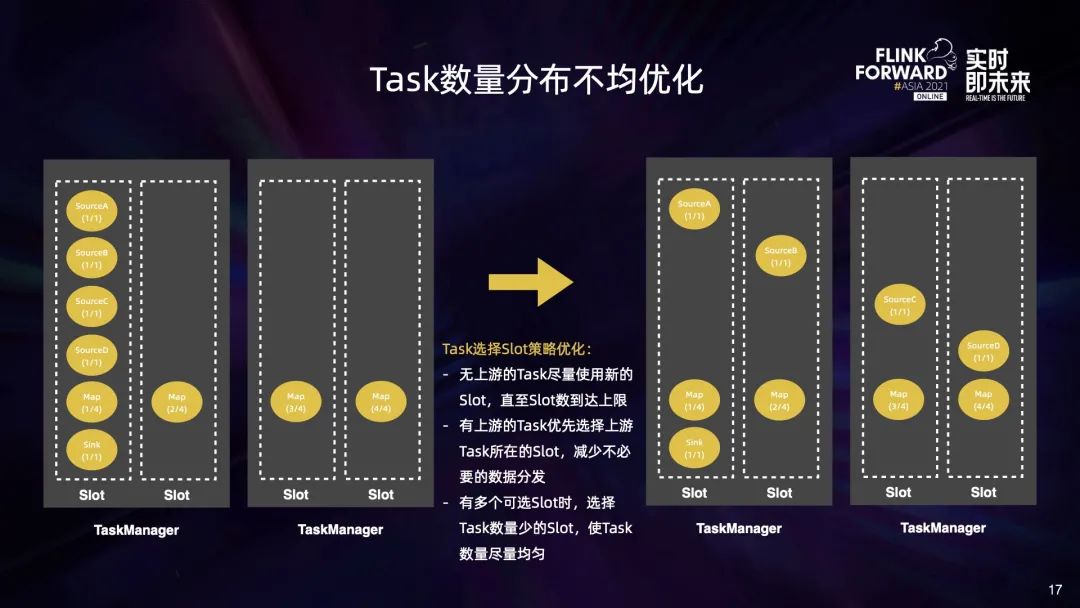 Task数量分布不均优化
FLINK
FORWARD
#ASIA 2021
ONLINE
实时
即未来
REAL-TIME IS THE FUTURE
SourceA
(1/1)
SourceB
(1/1)
SourceC
(1/1)
SourceD
(1/1)
Map
(1/4)
Sink
(1/1)
Map
(2/4)
Slot
Slot
TaskManager
Map
(3/4)
Map
(4/4)
Slot
Slot
TaskManager
Task选择Slot策略优化：
- 无上游的Task尽量使用新的
Slot，直至Slot数到达上限
- 有上游的Task优先选择上游
Task所在的Slot，减少不必
要的数据分发
- 有多个可选Slot时，选择
Task数量少的Slot，使Task
数量尽量均匀
SourceA
(1/1)
Map
(1/4)
Sink
(1/1)
SourceB
(1/1)
Map
(2/4)
Slot
Slot
TaskManager
SourceC
(1/1)
Map
(3/4)
SourceD
(1/1)
Map
(4/4)
Slot
Slot
TaskManager
17